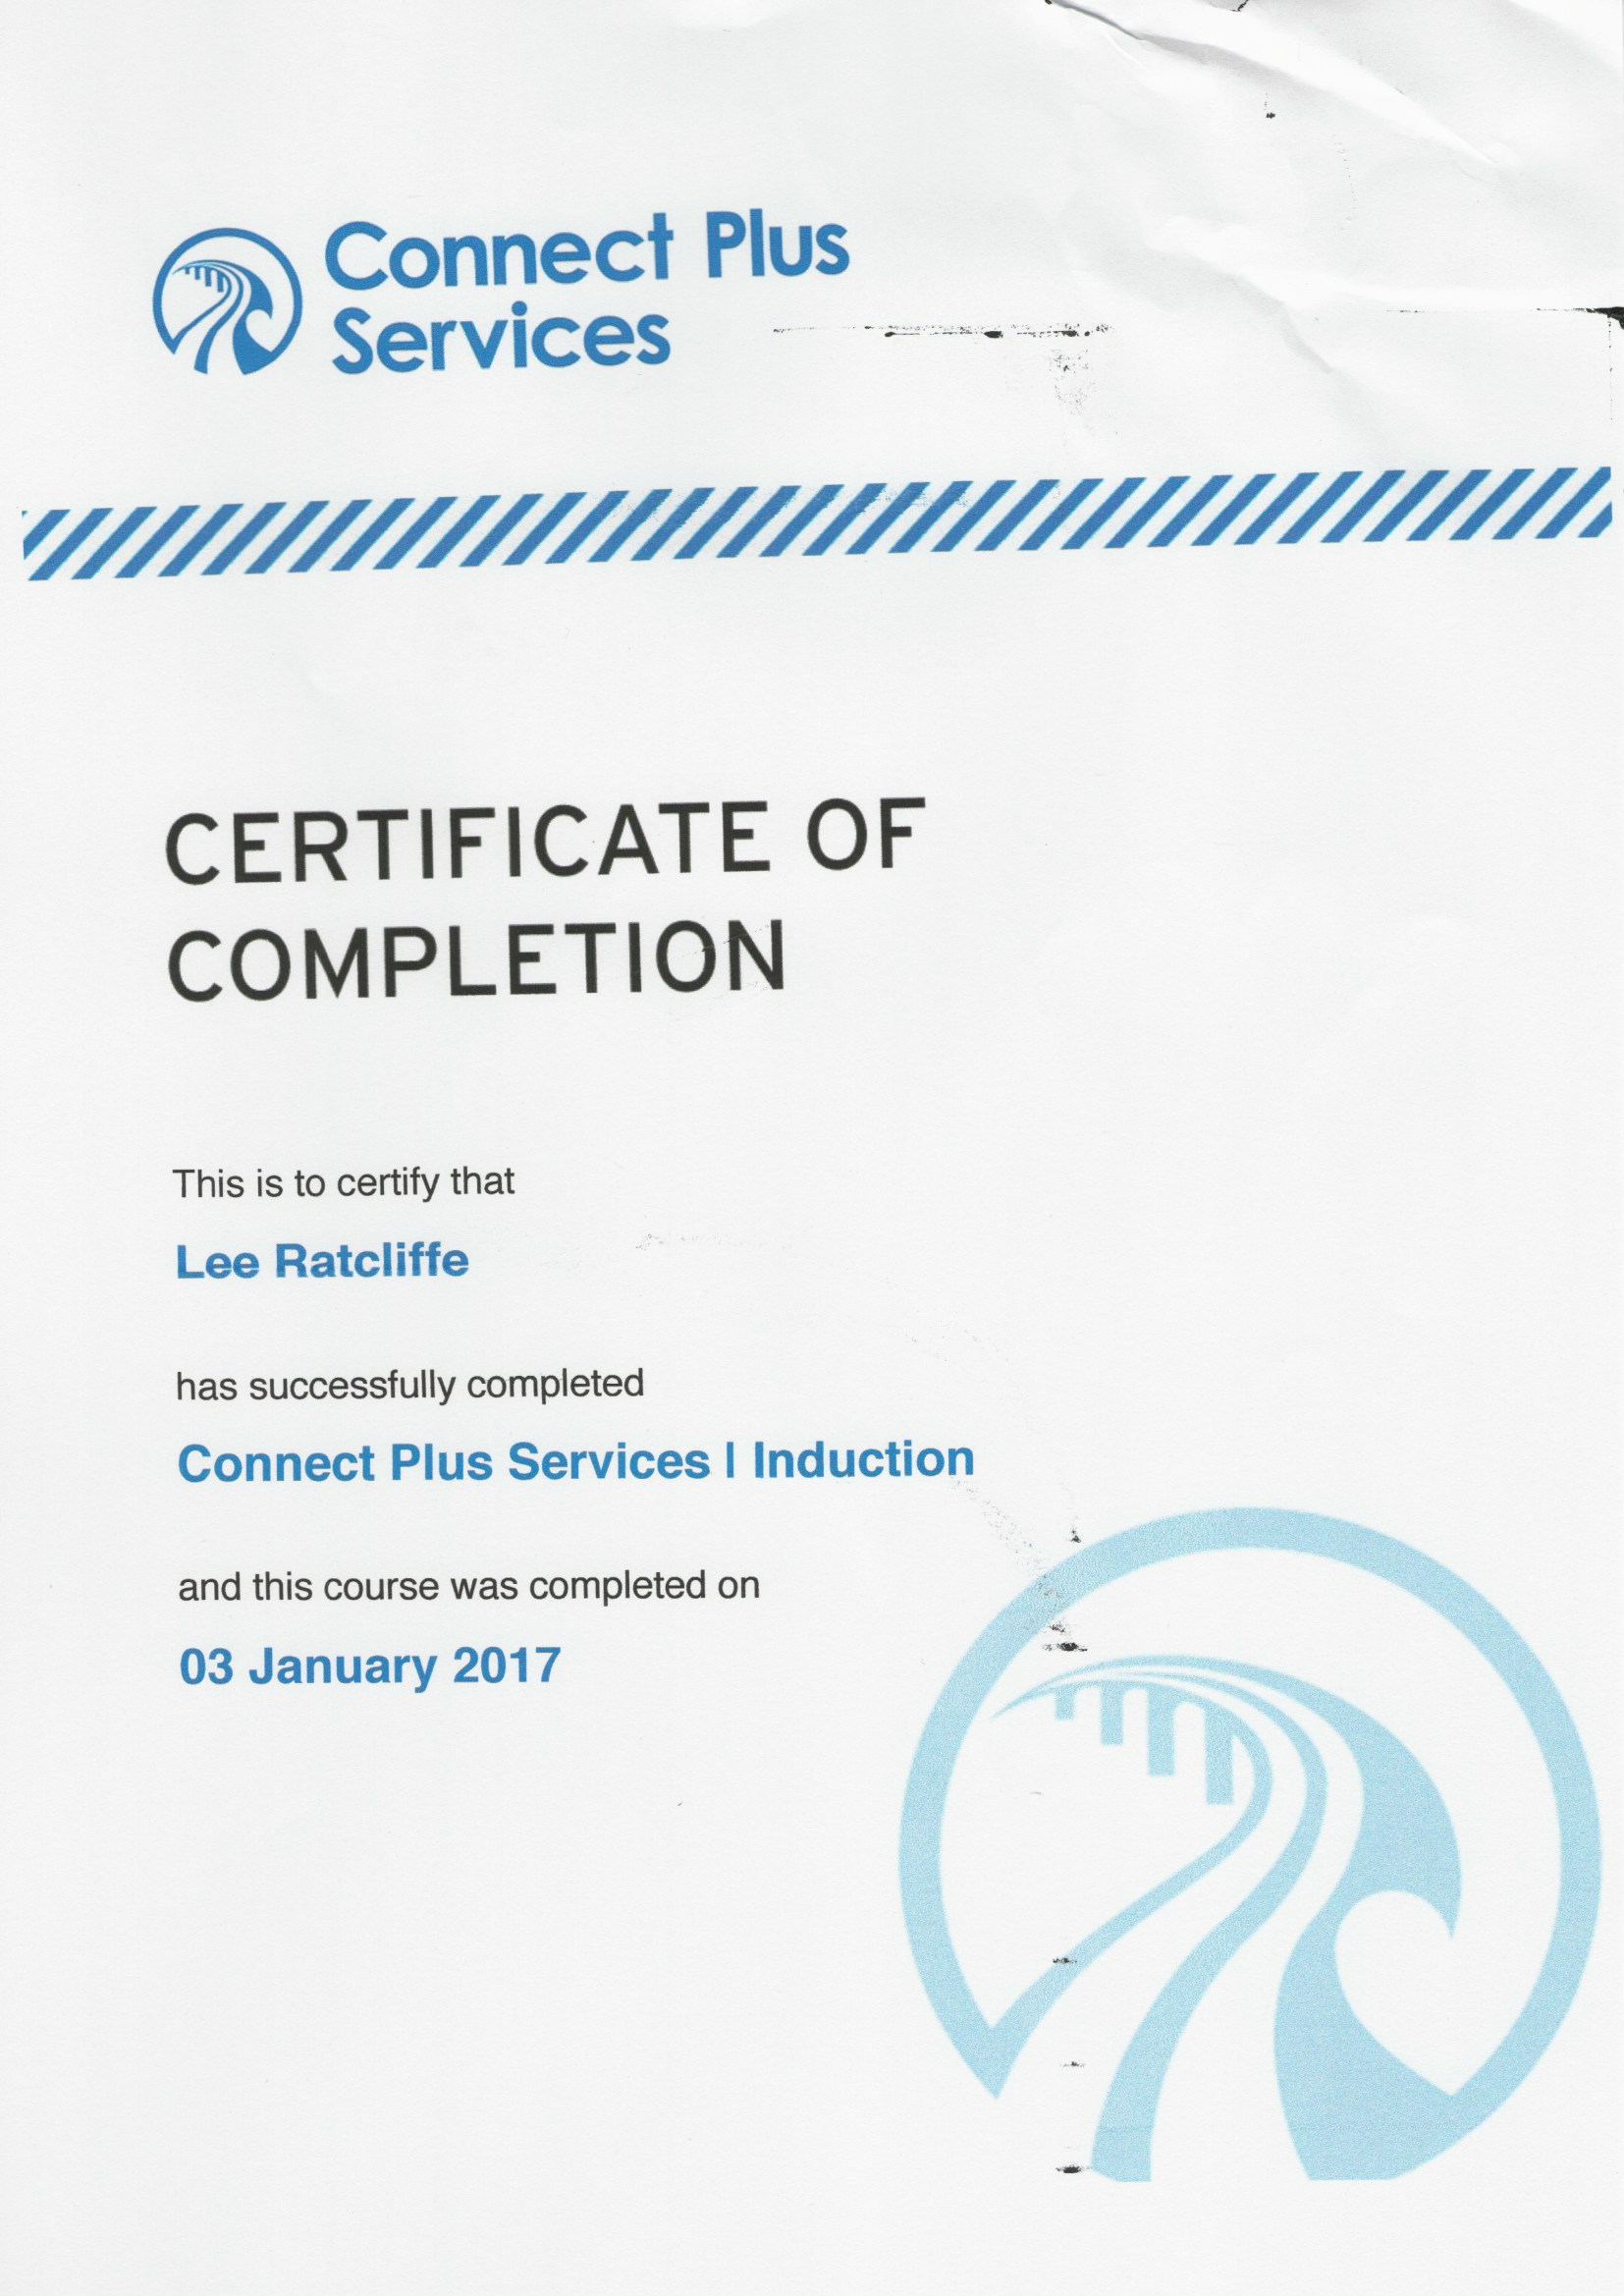 Connect Plus
Services
CERTIFICATE OF
COMPLETION
This is to certify that
Lee Ratcliffe
has successfully completed
Connect Plus Services | Induction
and this course was completed on
03 January 2017